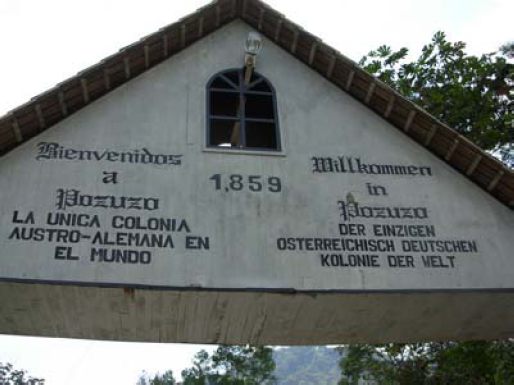 Bienvenidos
a
Pozuzo
LA UNICA COLONIA
AUSTRO-ALEMANA EN
EL MUNDO
1,859
Willkommen
in
Pozuzo
DER EINZIGEN
ÖSTERREICHISCH DEUTSCHEN
KOLONIE DER WELT